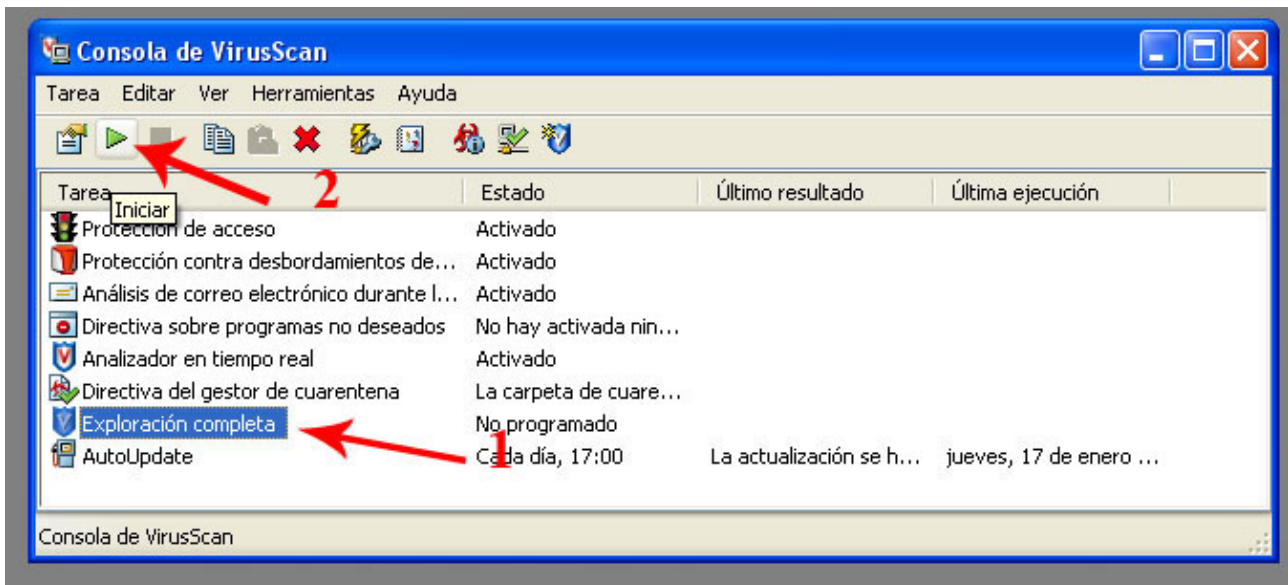 Consola de VirusScan
Tarea Editar Ver Herramientas Ayuda
2
Tarea Estado Último resultado Última ejecución
Iniciar
Protección de acceso Activado
Protección contra desbordamientos de... Activado
Análisis de correo electrónico durante l... Activado
Directiva sobre programas no deseados No hay activada nin...
Analizador en tiempo real Activado
Directiva del gestor de cuarentena La carpeta de cuare...
Exploración completa No programado
1
AutoUpdate Cada día, 17:00 La actualización se h... jueves, 17 de enero ...
Consola de VirusScan